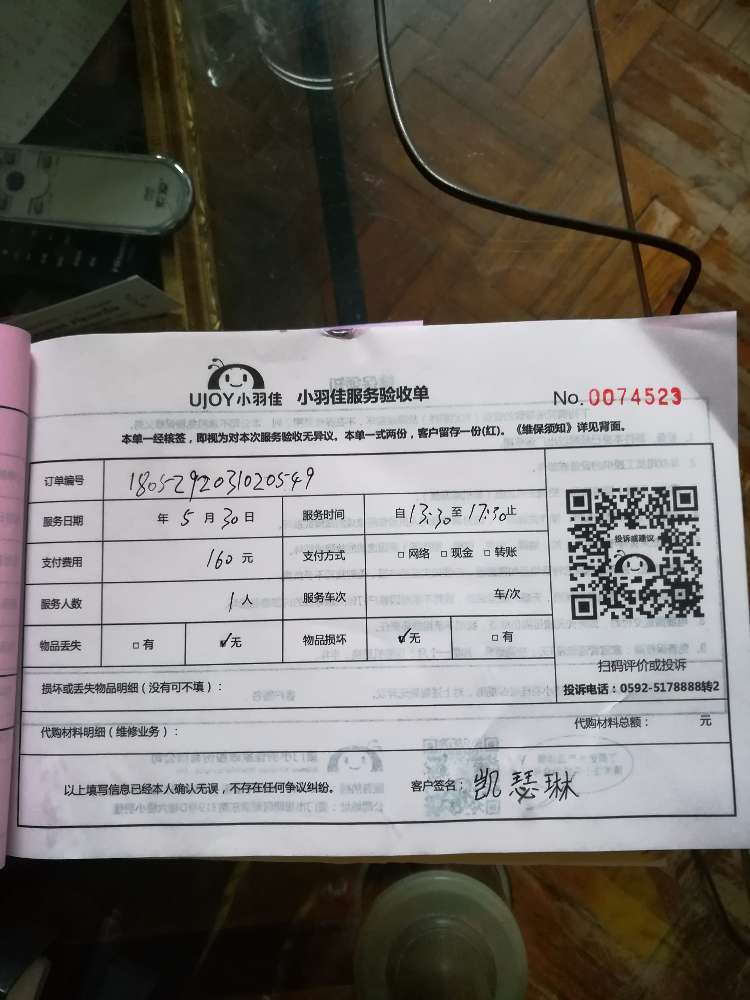 UJOY小羽佳 小羽佳服务验收单
No. 0074523
本单一经核签，即视为对本次服务验收无异议。本单一式两份，客户留存一份(红)。《维保须知》详见背面。
订单编号 1805292031020549
服务日期 年 5 月 30 日 服务时间 自 13:30 至 17:30 止
支付费用 160 元 支付方式 □ 网络 □ 现金 □ 转账
服务人数 1 人 服务车次 车/次
物品丢失 □ 有 ✓无 物品损坏 ✓无 □ 有
投诉或建议
扫码评价或投诉
投诉电话：0592-5178888转2
损坏或丢失物品明细（没有可不填）：
代购材料明细（维修业务）： 代购材料总额： 元
以上填写信息已经本人确认无误，不存在任何争议纠纷。 客户签名：凯瑟琳